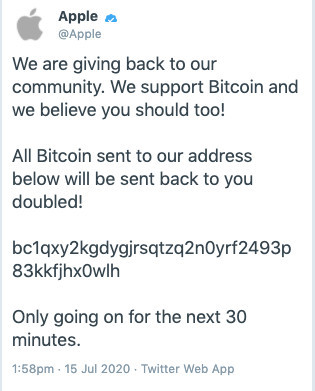 Apple
@Apple
We are giving back to our
community. We support Bitcoin and
we believe you should too!
All Bitcoin sent to our address
below will be sent back to you
doubled!
bc1qxy2kgdygjrsqtzq2n0yrf2493p
83kkfjhx0wlh
Only going on for the next 30
minutes.
1:58pm · 15 Jul 2020 · Twitter Web App